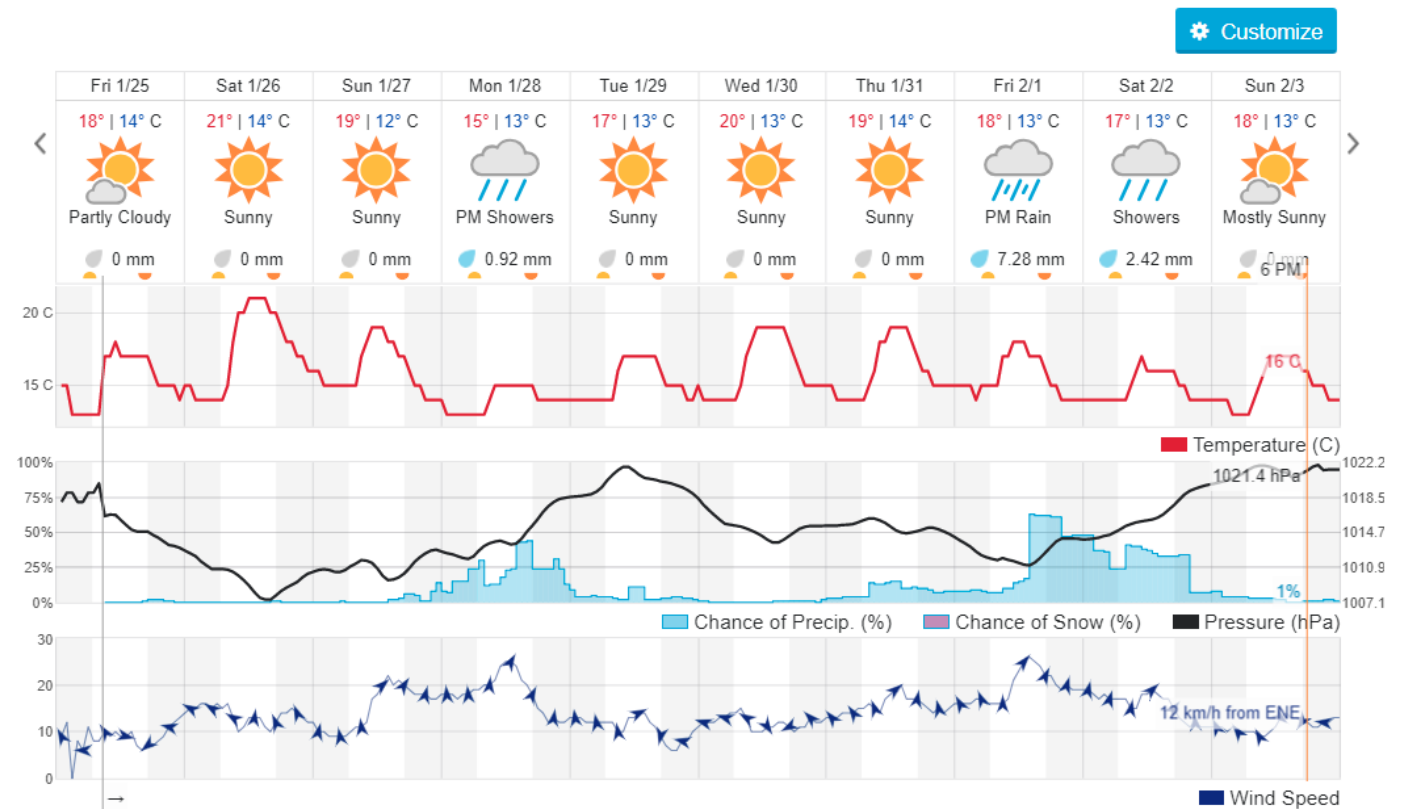 Customize
Fri 1/25 Sat 1/26 Sun 1/27 Mon 1/28 Tue 1/29 Wed 1/30 Thu 1/31 Fri 2/1 Sat 2/2 Sun 2/3
18° | 14° C 21° | 14° C 19° | 12° C 15° | 13° C 17° | 13° C 20° | 13° C 19° | 14° C 18° | 13° C 17° | 13° C 18° | 13° C
Partly Cloudy Sunny Sunny PM Showers Sunny Sunny Sunny PM Rain Showers Mostly Sunny
0 mm 0 mm 0 mm 0.92 mm 0 mm 0 mm 0 mm 7.28 mm 2.42 mm 0 mm
6 PM
20 C
15 C
16 C
Temperature (C)
100% 1022.2
1021.4 hPa
75% 1018.5
50% 1014.7
25% 1010.9
1%
0% 1007.1
Chance of Precip. (%) Chance of Snow (%) Pressure (hPa)
30
20
12 km/h from ENE
10
0
→ Wind Speed